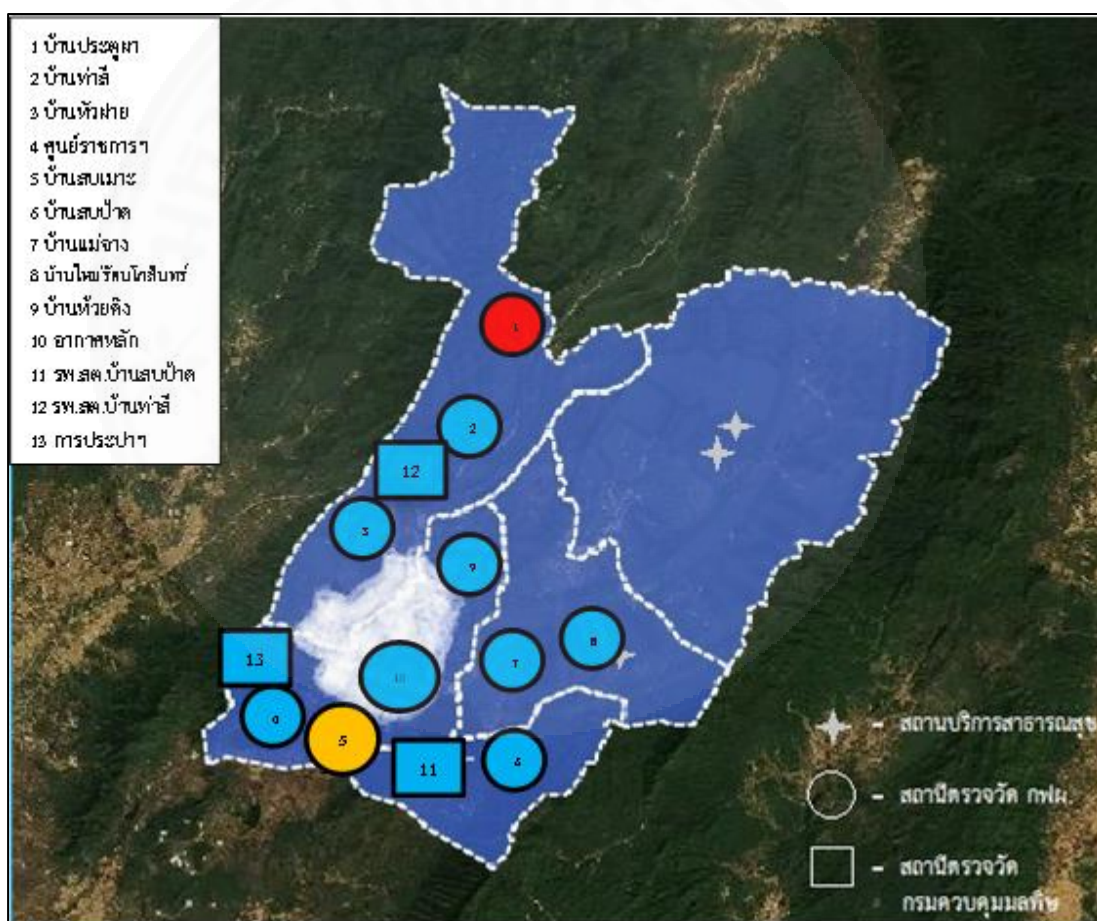 1 บ้านประตูผา
2 บ้านท่าสี
3 บ้านหัวฝาย
4 ศูนย์ราชการฯ
5 บ้านสบเมาะ
6 บ้านสบป้าด
7 บ้านแม่จาง
8 บ้านใหม่รัตนโกสินทร์
9 บ้านห้วยคิง
10 อากาศหลัก
11 รพ.สต.บ้านสบป้าด
12 รพ.สต.บ้านท่าสี
13 การประปาฯ
1
2
12
3
9
8
7
13
10
4
5
6
11
– สถานบริการสาธารณสุข
– สถานีตรวจวัด กฟผ.
– สถานีตรวจวัด
กรมควบคุมมลพิษ